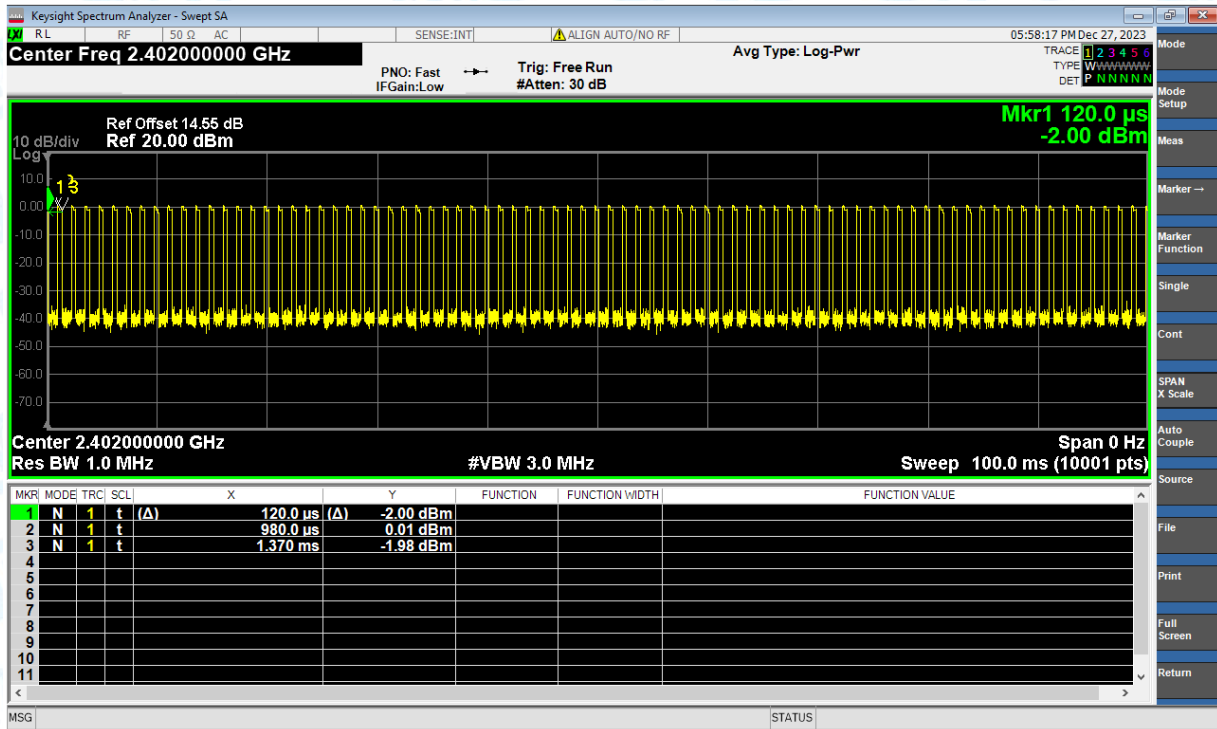 Keysight Spectrum Analyzer - Swept SA
LXI RL RF 50 Ω AC SENSE:INT ALIGN AUTO/NO RF 05:58:17 PM Dec 27, 2023
Center Freq 2.402000000 GHz
PNO: Fast
IFGain:Low
Trig: Free Run
#Atten: 30 dB
Avg Type: Log-Pwr
TRACE 1 2 3 4 5 6
TYPE WWWWWW
DET P N N N N N
Mode
Mode Setup
Meas
Marker→
Marker Function
Single
Cont
SPAN X Scale
Auto Couple
Source
File
Print
Full Screen
Return
Mkr1 120.0 µs
-2.00 dBm
Ref Offset 14.55 dB
10 dB/div Ref 20.00 dBm
Log
1 3
10.0
0.00
-10.0
-20.0
-30.0
-40.0
-50.0
-60.0
-70.0
Center 2.402000000 GHz Span 0 Hz
Res BW 1.0 MHz #VBW 3.0 MHz Sweep 100.0 ms (10001 pts)
MKR MODE TRC SCL X Y FUNCTION FUNCTION WIDTH FUNCTION VALUE
1 N 1 t (Δ) 120.0 µs (Δ) -2.00 dBm
2 N 1 t 980.0 µs 0.01 dBm
3 N 1 t 1.370 ms -1.98 dBm
4
5
6
7
8
9
10
11
MSG STATUS